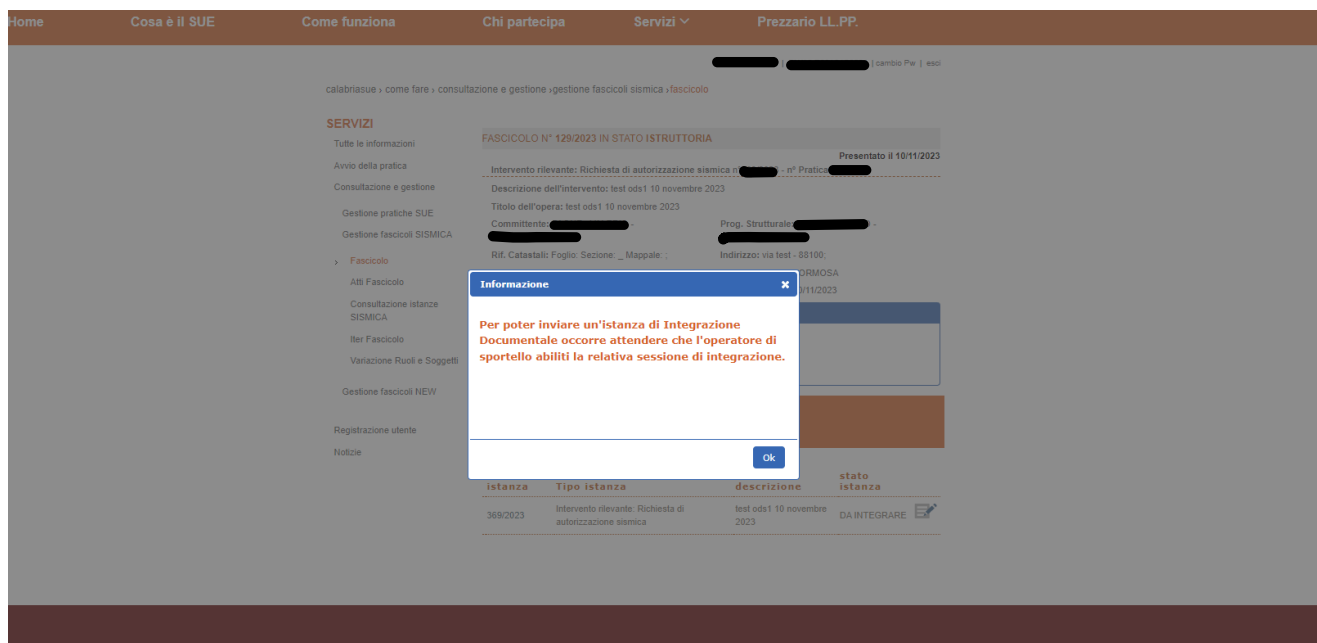 Home Cosa è il SUE Come funziona Chi partecipa Servizi Prezzario LL.PP.
| | cambio Pw | esci
calabriasue › come fare › consultazione e gestione › gestione fascicoli sismica › fascicolo
SERVIZI
Tutte le informazioni
Avvio della pratica
Consultazione e gestione
Gestione pratiche SUE
Gestione fascicoli SISMICA
› Fascicolo
Atti Fascicolo
Consultazione istanze
SISMICA
Iter Fascicolo
Variazione Ruoli e Soggetti
Gestione fascicoli NEW
Registrazione utente
Notizie
FASCICOLO N° 129/2023 IN STATO ISTRUTTORIA
Presentato il 10/11/2023
Intervento rilevante: Richiesta di autorizzazione sismica n° - n° Pratica
Descrizione dell'intervento: test ods1 10 novembre 2023
Titolo dell'opera: test ods1 10 novembre 2023
Committente: - Prog. Strutturale: -
Rif. Catastali: Foglio: Sezione: _ Mappale: ; Indirizzo: via test - 88100;
ORMOSA
/11/2023
Informazione
Per poter inviare un'istanza di Integrazione
Documentale occorre attendere che l'operatore di
sportello abiliti la relativa sessione di integrazione.
Ok
istanza Tipo istanza descrizione stato istanza
369/2023 Intervento rilevante: Richiesta di autorizzazione sismica test ods1 10 novembre 2023 DA INTEGRARE